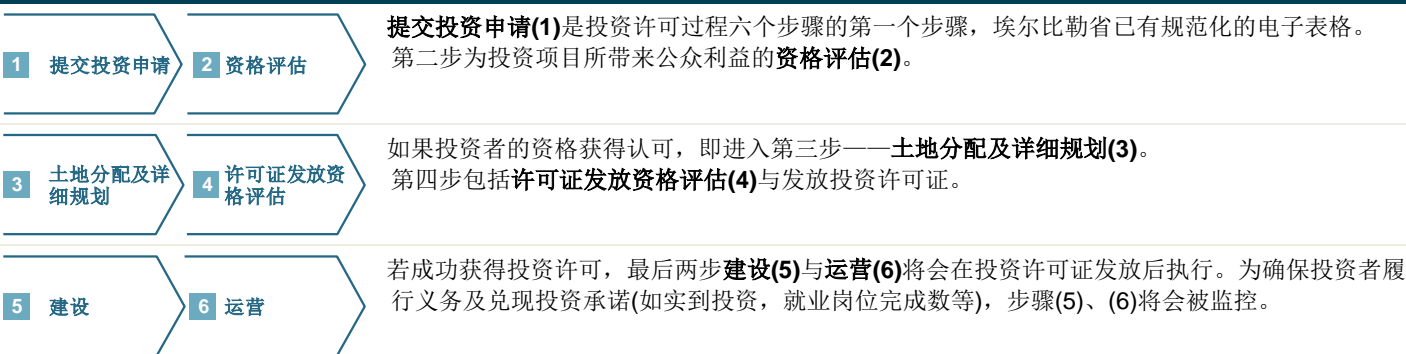 1 提交投资申请
2 资格评估
提交投资申请(1)是投资许可过程六个步骤的第一个步骤，埃尔比勒省已有规范化的电子表格。
第二步为投资项目所带来公众利益的资格评估(2)。
3 土地分配及详
细规划
4 许可证发放资
格评估
如果投资者的资格获得认可，即进入第三步——土地分配及详细规划(3)。
第四步包括许可证发放资格评估(4)与发放投资许可证。
5 建设
6 运营
若成功获得投资许可，最后两步建设(5)与运营(6)将会在投资许可证发放后执行。为确保投资者履
行义务及兑现投资承诺(如实到投资，就业岗位完成数等)，步骤(5)、(6)将会被监控。